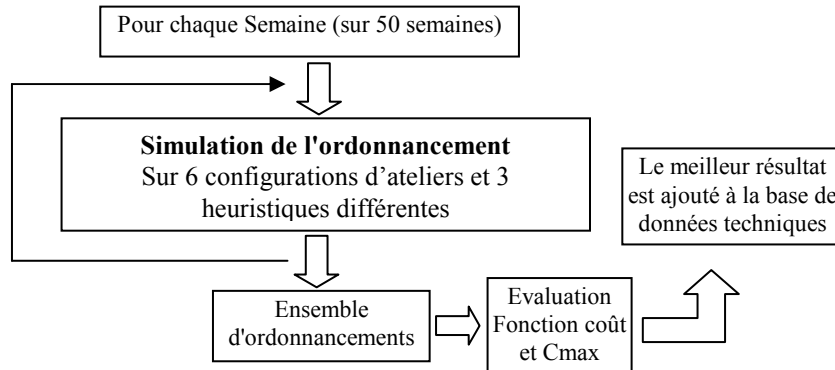 Pour chaque Semaine (sur 50 semaines)
Simulation de l'ordonnancement
Sur 6 configurations d’ateliers et 3
heuristiques différentes
Le meilleur résultat
est ajouté à la base de
données techniques
Ensemble
d'ordonnancements
Evaluation
Fonction coût
et Cmax